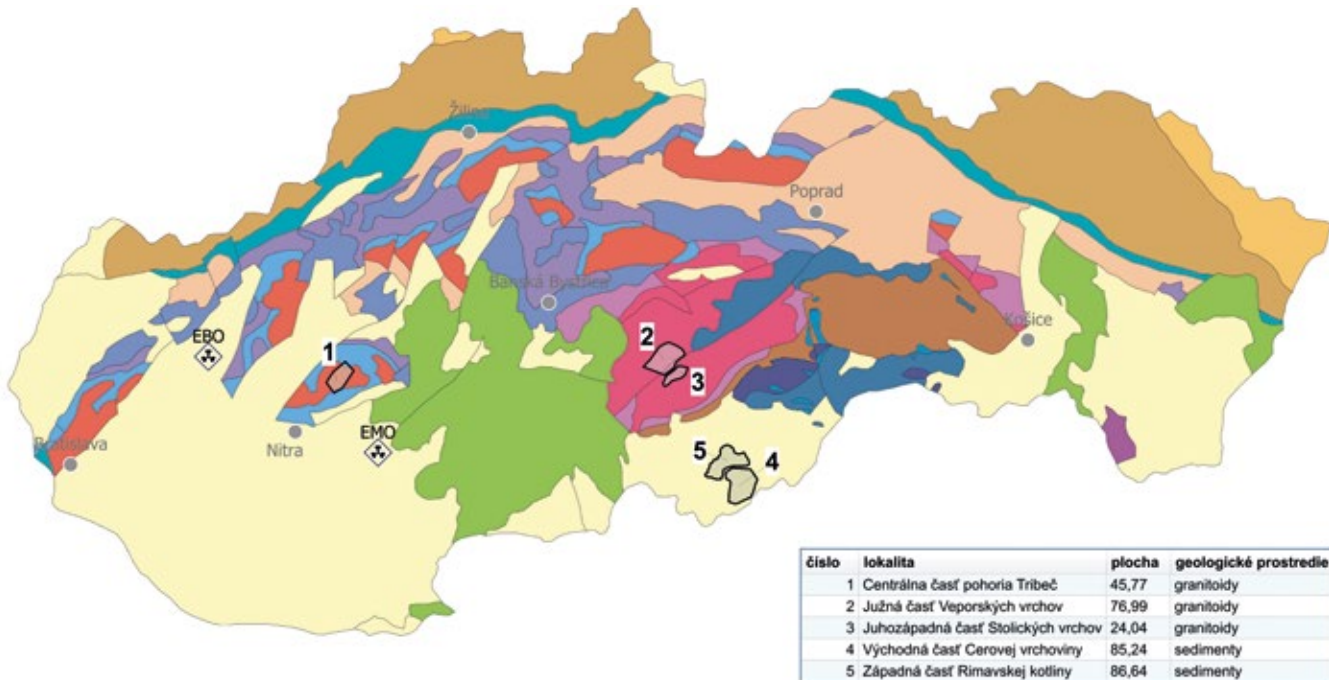 Žilina
Poprad
Banská Bystrica
Košice
EBO
1
2
3
Nitra
EMO
Bratislava
5
4
číslo lokalita plocha geologické prostredie
1 Centrálna časť pohoria Tribeč 45,77 granitoidy
2 Južná časť Veporských vrchov 76,99 granitoidy
3 Juhozápadná časť Stolických vrchov 24,04 granitoidy
4 Východná časť Cerovej vrchoviny 85,24 sedimenty
5 Západná časť Rimavskej kotliny 86,64 sedimenty